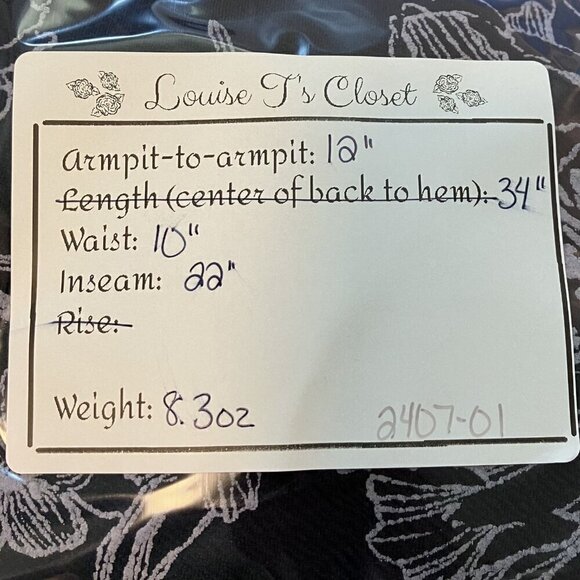 Louise T's Closet
armpit-to-armpit: 12"
Length (center of back to hem): 34"
Waist: 10"
Inseam: 22"
Rise:
Weight: 8.3oz
2407-01